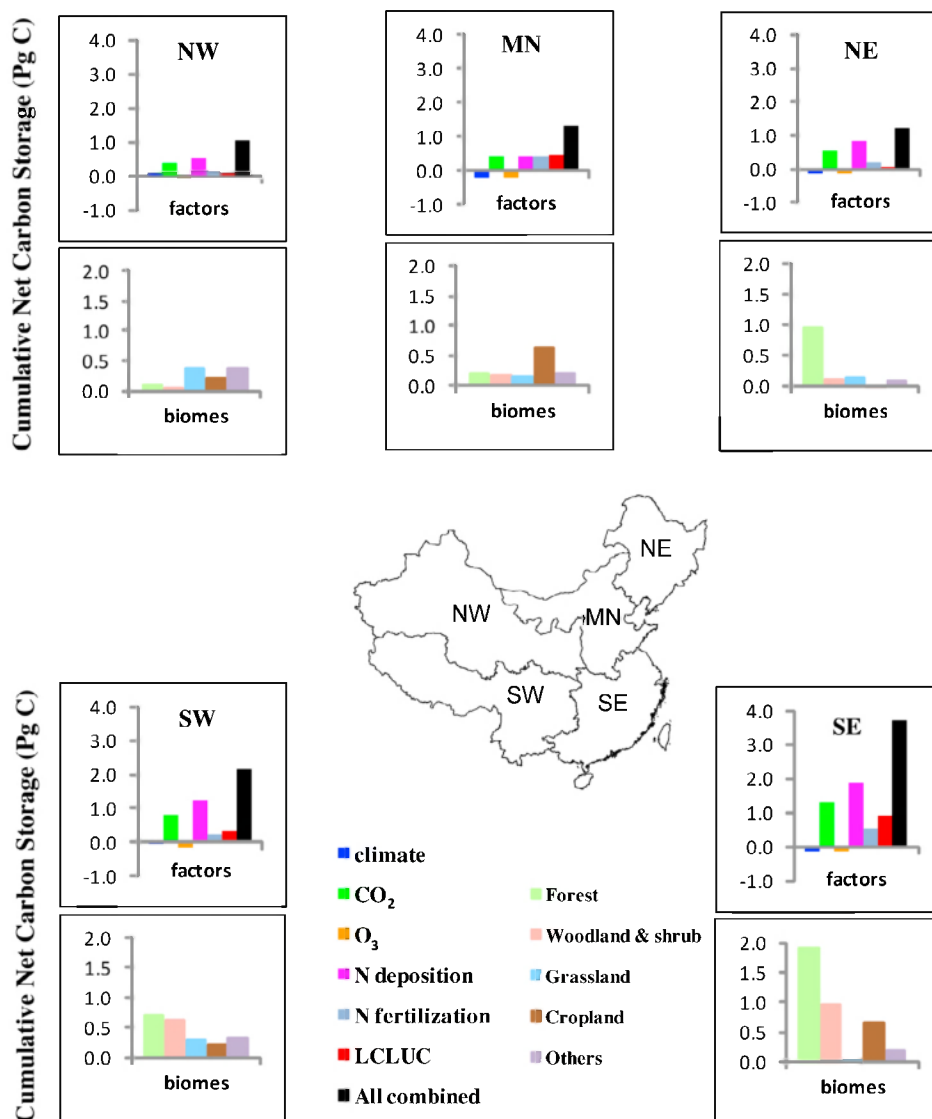 Cumulative Net Carbon Storage (Pg C)
NW
4.0
3.0
2.0
1.0
0.0
-1.0
factors
MN
4.0
3.0
2.0
1.0
0.0
-1.0
factors
NE
4.0
3.0
2.0
1.0
0.0
-1.0
factors
2.0
1.5
1.0
0.5
0.0
biomes
2.0
1.5
1.0
0.5
0.0
biomes
2.0
1.5
1.0
0.5
0.0
biomes
NE
NW
MN
SW
SE
Cumulative Net Carbon Storage (Pg C)
SW
4.0
3.0
2.0
1.0
0.0
-1.0
factors
SE
4.0
3.0
2.0
1.0
0.0
-1.0
factors
2.0
1.5
1.0
0.5
0.0
biomes
climate
CO2
O3
N deposition
N fertilization
LCLUC
All combined
Forest
Woodland & shrub
Grassland
Cropland
Others
2.0
1.5
1.0
0.5
0.0
biomes